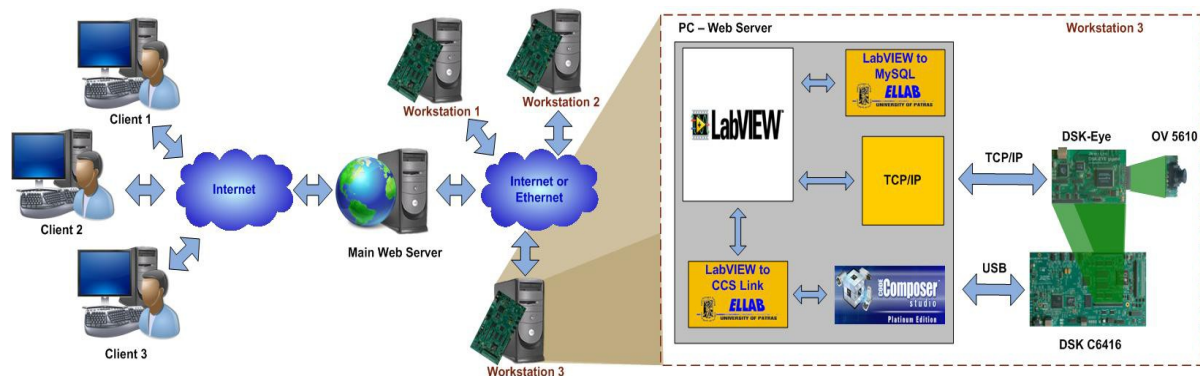 Client 1
Client 2
Client 3
Internet
Main Web Server
Workstation 1
Workstation 2
Internet or
Ethernet
Workstation 3
PC – Web Server
Workstation 3
LabVIEW
LabVIEW to
MySQL
ELLAB
UNIVERSITY OF PATRAS
TCP/IP
LabVIEW to
CCS Link
ELLAB
UNIVERSITY OF PATRAS
CODE
Composer
studio
Platinum Edition
TCP/IP
USB
DSK-Eye
OV 5610
DSK C6416